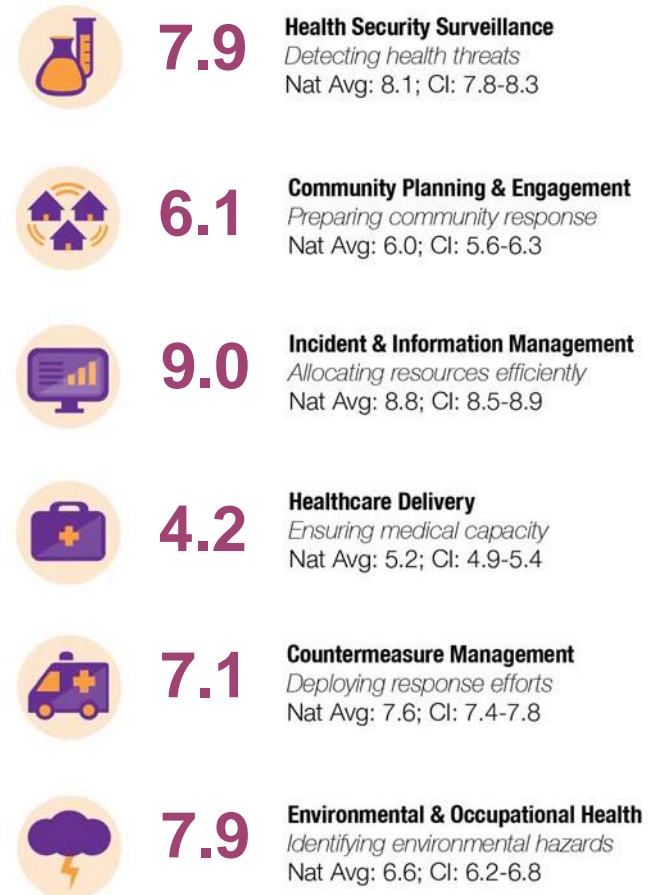 7.9
Health Security Surveillance
Detecting health threats
Nat Avg: 8.1; CI: 7.8-8.3
6.1
Community Planning & Engagement
Preparing community response
Nat Avg: 6.0; CI: 5.6-6.3
9.0
Incident & Information Management
Allocating resources efficiently
Nat Avg: 8.8; CI: 8.5-8.9
4.2
Healthcare Delivery
Ensuring medical capacity
Nat Avg: 5.2; CI: 4.9-5.4
7.1
Countermeasure Management
Deploying response efforts
Nat Avg: 7.6; CI: 7.4-7.8
7.9
Environmental & Occupational Health
Identifying environmental hazards
Nat Avg: 6.6; CI: 6.2-6.8